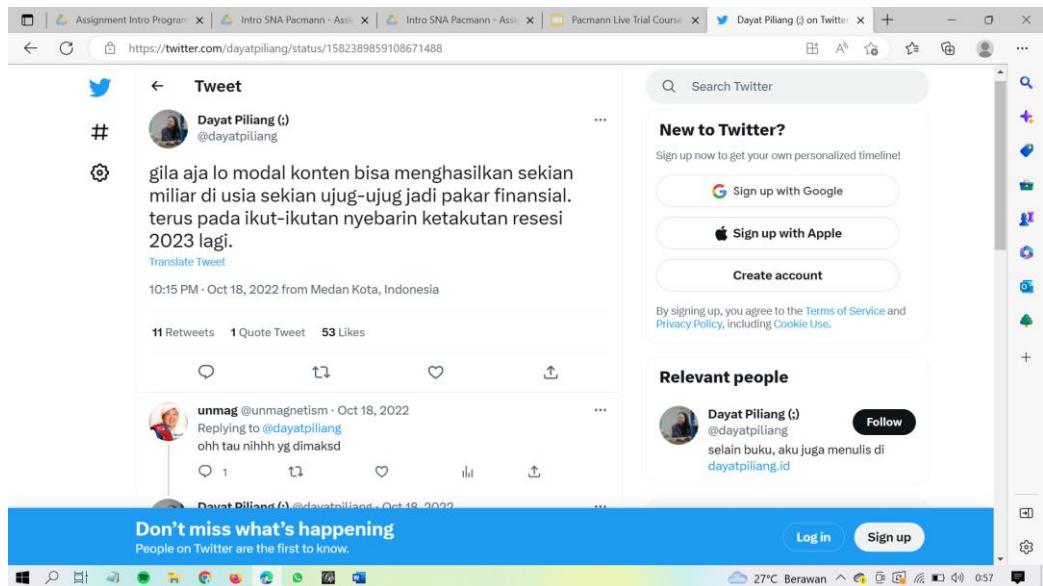 Assignment Intro Program
Intro SNA Pacmann - Assi
Intro SNA Pacmann - Assi
Pacmann Live Trial Course
Dayat Piliang (;) on Twitter
https://twitter.com/dayatpiliang/status/1582389859108671488
Tweet
Dayat Piliang (;)
@dayatpiliang
gila aja lo modal konten bisa menghasilkan sekian
miliar di usia sekian ujug-ujug jadi pakar finansial.
terus pada ikut-ikutan nyebarin ketakutan resesi
2023 lagi.
Translate Tweet
10:15 PM · Oct 18, 2022 from Medan Kota, Indonesia
11 Retweets 1 Quote Tweet 53 Likes
unmag @unmagnetism · Oct 18, 2022
Replying to @dayatpiliang
ohh tau nihhh yg dimaksd
1
Dayat Piliang (;) @dayatpiliang · Oct 18, 2022
Search Twitter
New to Twitter?
Sign up now to get your own personalized timeline!
Sign up with Google
Sign up with Apple
Create account
By signing up, you agree to the Terms of Service and
Privacy Policy, including Cookie Use.
Relevant people
Dayat Piliang (;)
@dayatpiliang
Follow
selain buku, aku juga menulis di
dayatpiliang.id
Don't miss what's happening
People on Twitter are the first to know.
Log in
Sign up
27°C Berawan
0:57